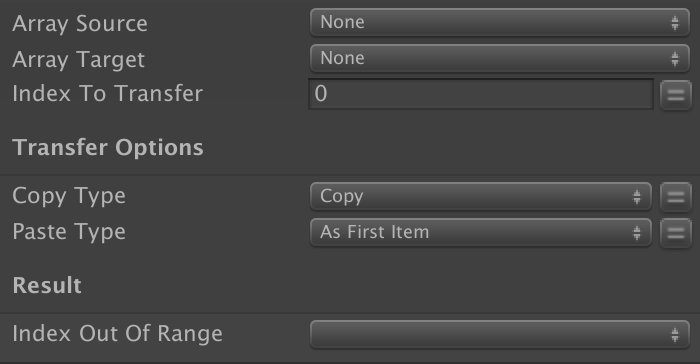 Array Source None
Array Target None
Index To Transfer 0
Transfer Options
Copy Type Copy
Paste Type As First Item
Result
Index Out Of Range